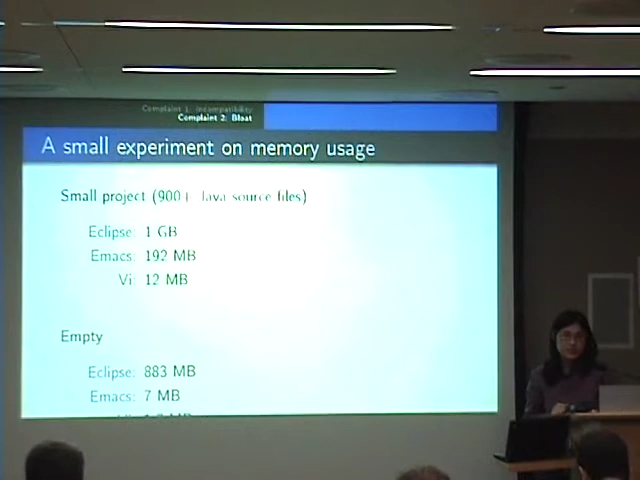 Complaint 1: Incompatibility
Complaint 2: Bloat
A small experiment on memory usage
Small project (900+ Java source files)
Eclipse: 1 GB
Emacs: 192 MB
Vi: 12 MB
Empty
Eclipse: 883 MB
Emacs: 7 MB